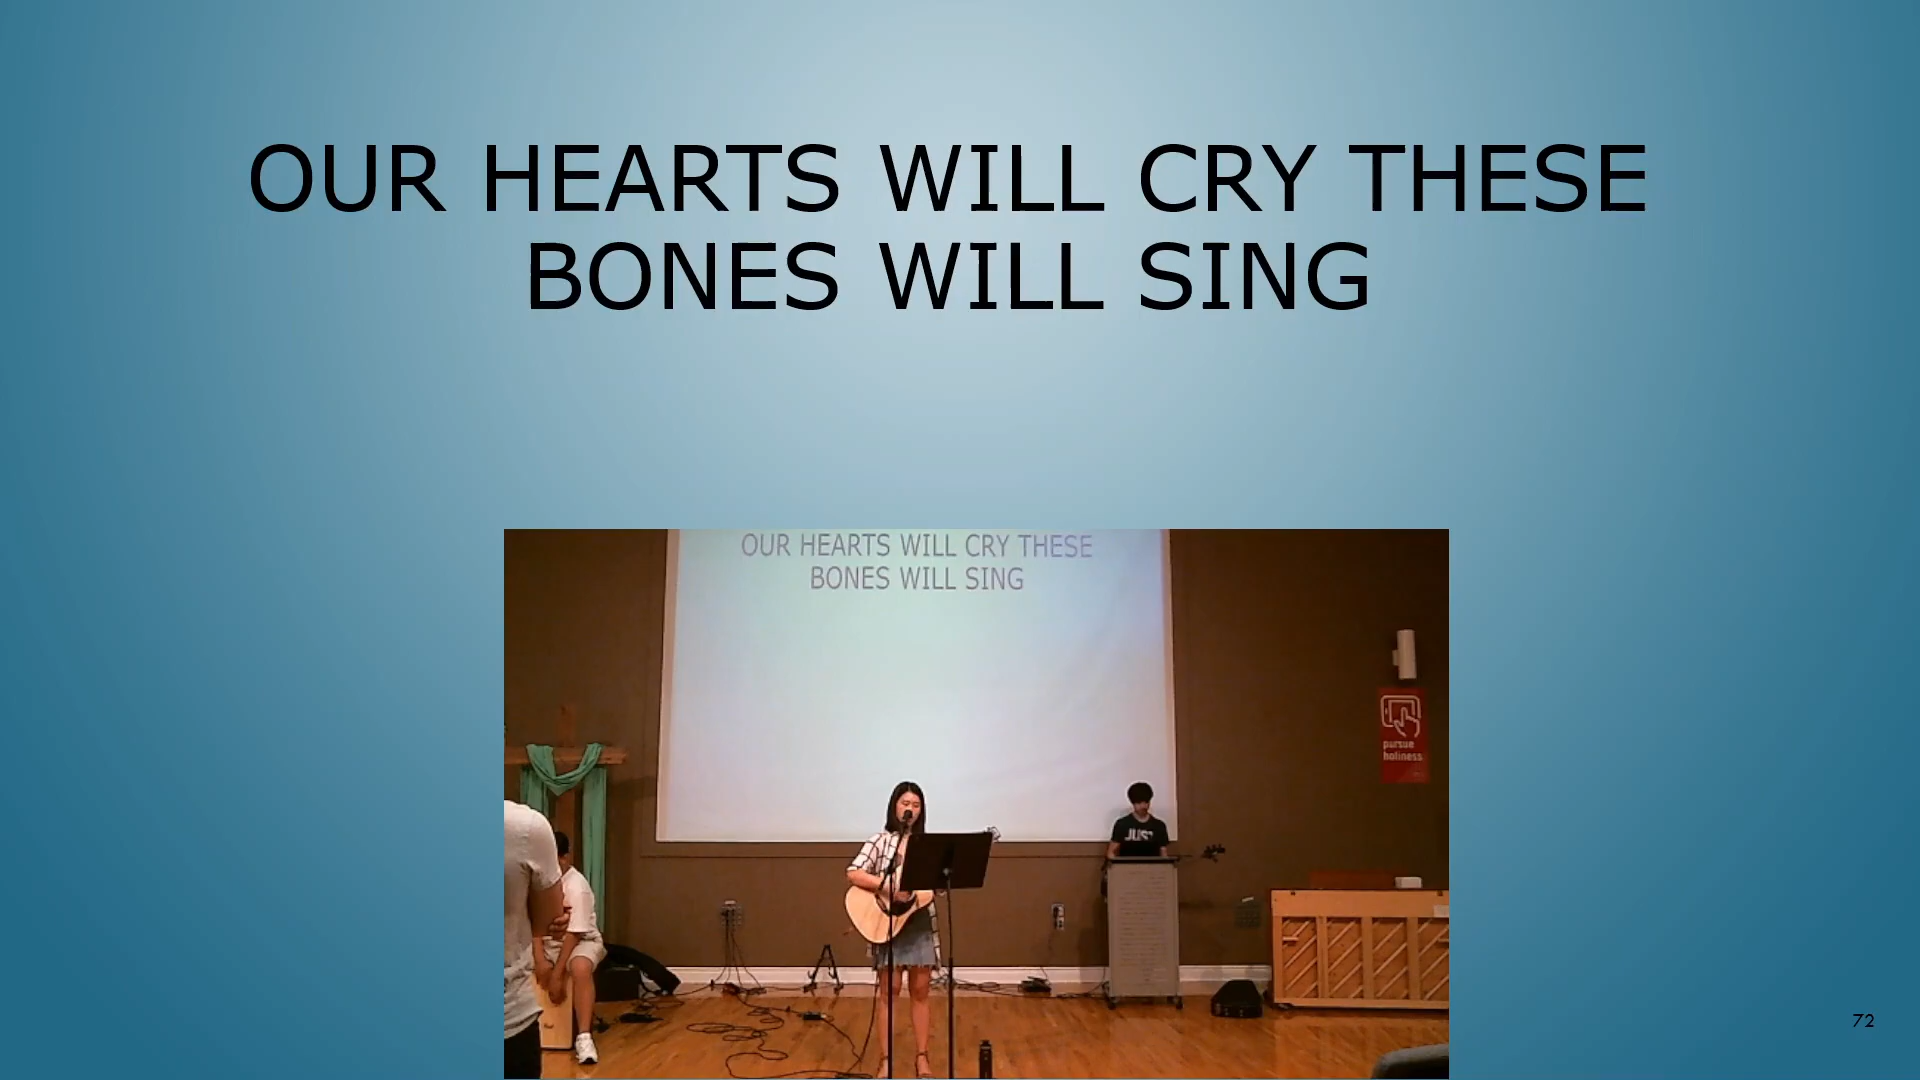 OUR HEARTS WILL CRY THESE
BONES WILL SING
OUR HEARTS WILL CRY THESE
BONES WILL SING
pursue
holiness
JUST
72